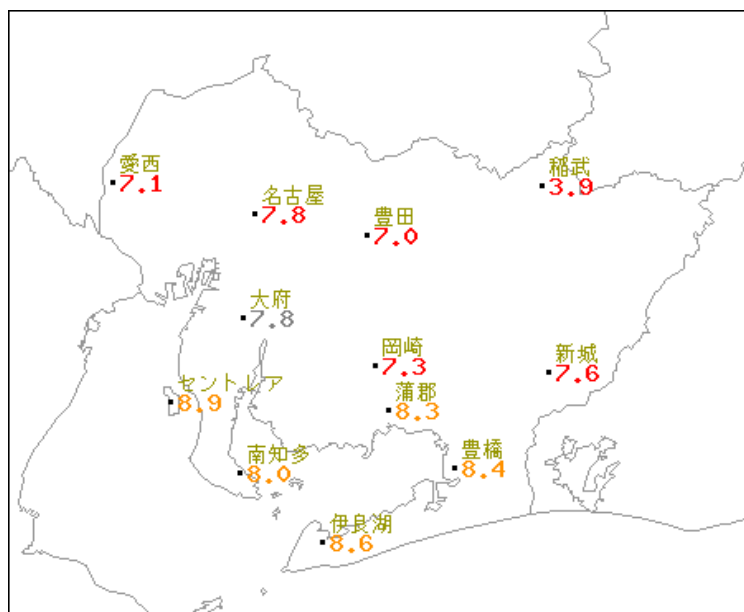 愛西
7.1
稲武
3.9
名古屋
7.8
豊田
7.0
大府
7.8
岡崎
7.3
新城
7.6
セントレア
8.9
蒲郡
8.3
南知多
8.0
豊橋
8.4
伊良湖
8.6